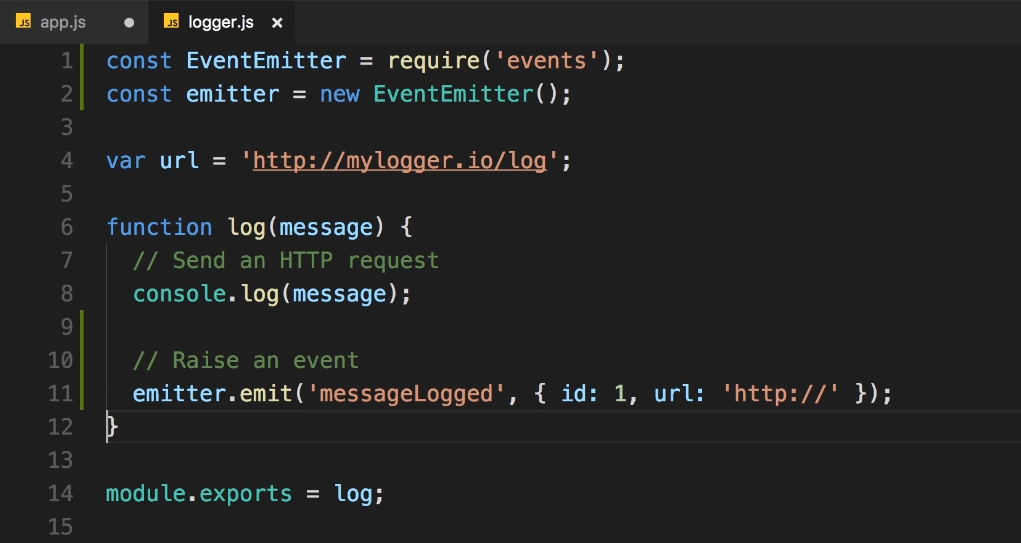 JS app.js ● JS logger.js ×
1 const EventEmitter = require('events');
2 const emitter = new EventEmitter();
3
4 var url = 'http://mylogger.io/log';
5
6 function log(message) {
7   // Send an HTTP request
8   console.log(message);
9
10   // Raise an event
11   emitter.emit('messageLogged', { id: 1, url: 'http://' });
12 }
13
14 module.exports = log;
15